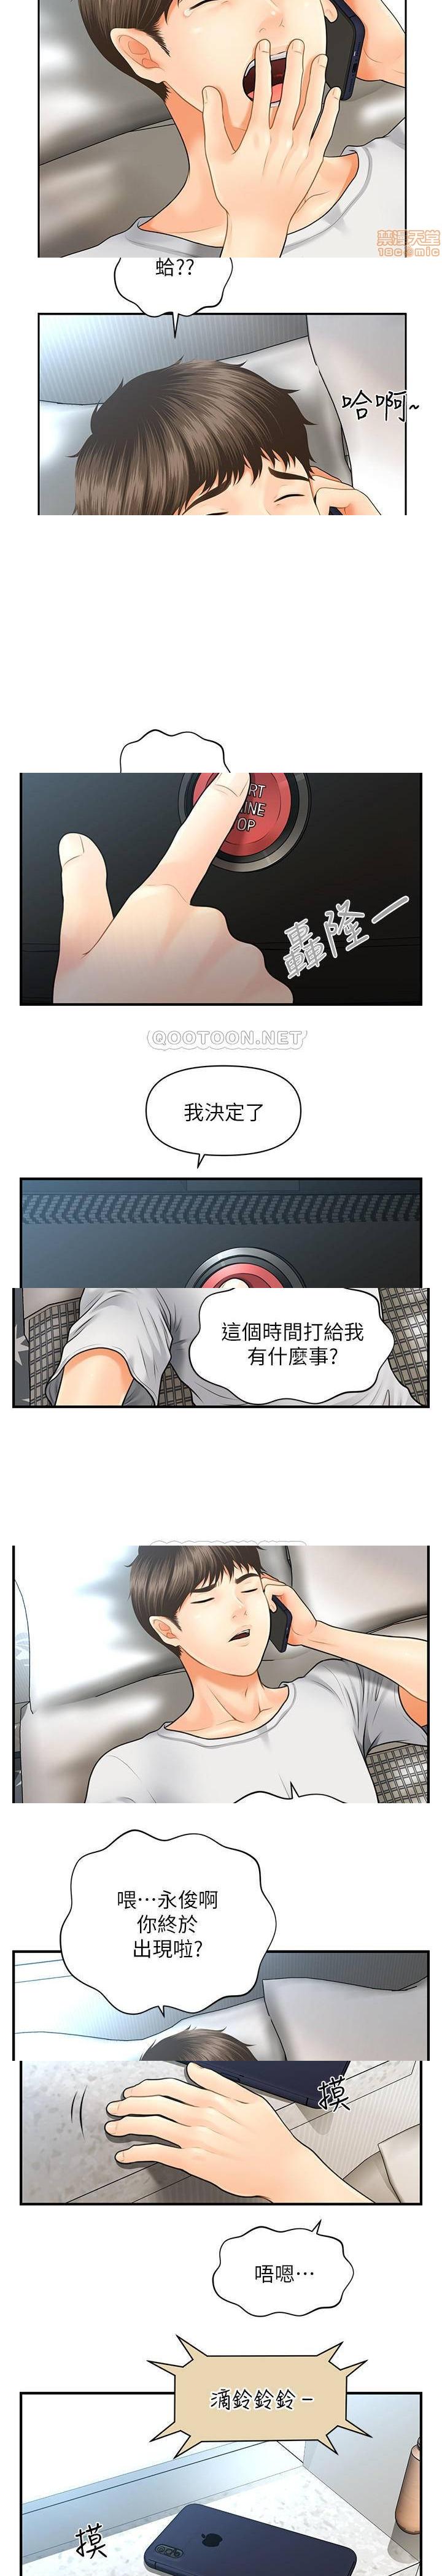 禁漫天堂
18comic
蛤??
哈啊~
RT
INE
OP
轟隆一
QOOTOON.NET
我決定了
這個時間打給我
有什麼事?
喂…永俊啊
你終於
出現啦?
摸
唔嗯…
滴鈴鈴鈴–
摸